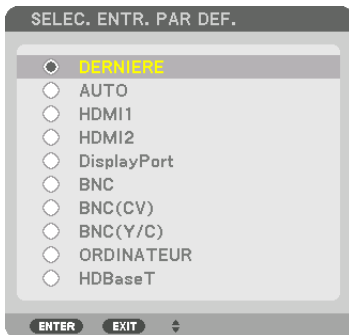 SELEC. ENTR. PAR DEF.
DERNIERE
AUTO
HDMI1
HDMI2
DisplayPort
BNC
BNC(CV)
BNC(Y/C)
ORDINATEUR
HDBaseT
ENTER EXIT